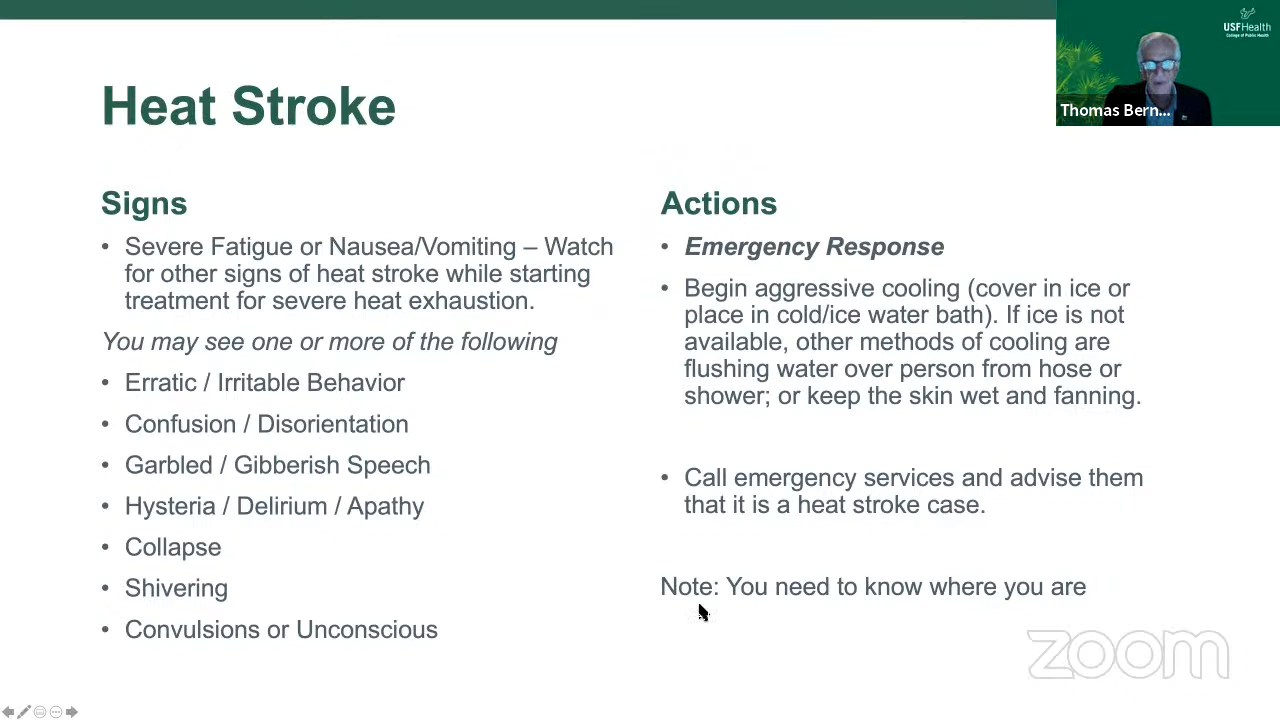 USFHealth
College of Public Health
Thomas Bern...
Heat Stroke
Signs
• Severe Fatigue or Nausea/Vomiting – Watch
for other signs of heat stroke while starting
treatment for severe heat exhaustion.
You may see one or more of the following
• Erratic / Irritable Behavior
• Confusion / Disorientation
• Garbled / Gibberish Speech
• Hysteria / Delirium / Apathy
• Collapse
• Shivering
• Convulsions or Unconscious
Actions
• Emergency Response
• Begin aggressive cooling (cover in ice or
place in cold/ice water bath). If ice is not
available, other methods of cooling are
flushing water over person from hose or
shower; or keep the skin wet and fanning.
• Call emergency services and advise them
that it is a heat stroke case.
Note: You need to know where you are
zoom